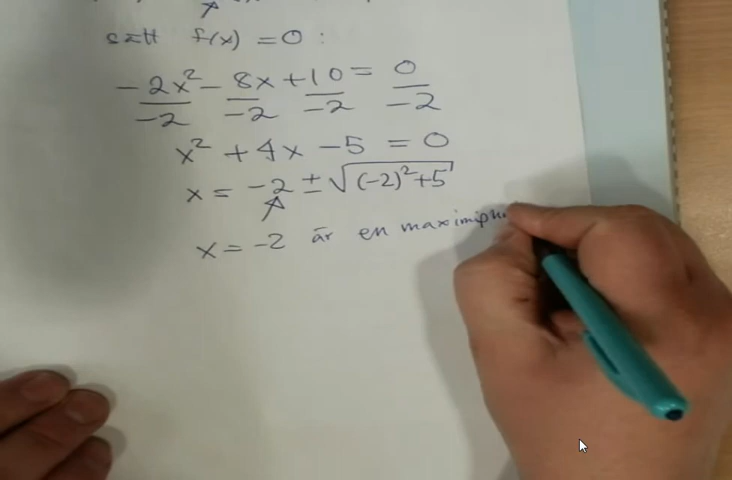 sätt f(x) = 0 :
-2x² - 8x + 10 = 0
-2 -2 -2 -2
x² + 4x - 5 = 0
x = -2 ± √(-2)²+5
x = -2 är en maximipun